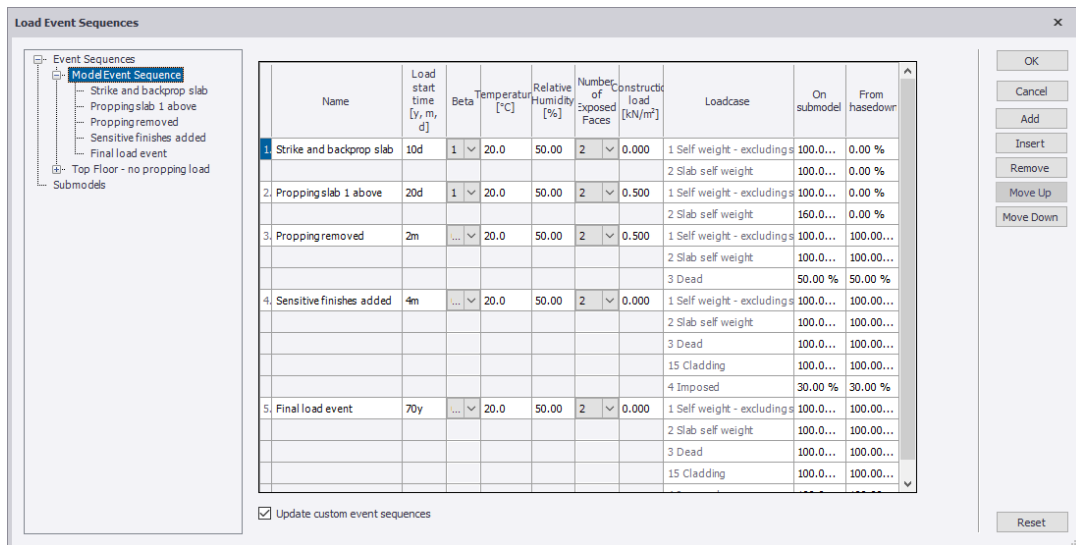 Load Event Sequences
Event Sequences
Model Event Sequence
Strike and backprop slab
Propping slab 1 above
Propping removed
Sensitive finishes added
Final load event
Top Floor - no propping load
Submodels
Name Load start time [y, m, d] Beta Temperatur [°C] Relative Humidity [%] Number of Exposed Faces Constructio load [kN/m²] Loadcase On submodel From hasedown
1. Strike and backprop slab 10d 1 20.0 50.00 2 0.000 1 Self weight - excluding s 100.0... 0.00 %
2 Slab self weight 100.0... 0.00 %
2. Propping slab 1 above 20d 1 20.0 50.00 2 0.500 1 Self weight - excluding s 100.0... 0.00 %
2 Slab self weight 160.0... 0.00 %
3. Propping removed 2m ... 20.0 50.00 2 0.500 1 Self weight - excluding s 100.0... 100.00...
2 Slab self weight 100.0... 100.00...
3 Dead 50.00 % 50.00 %
4. Sensitive finishes added 4m ... 20.0 50.00 2 0.000 1 Self weight - excluding s 100.0... 100.00...
2 Slab self weight 100.0... 100.00...
3 Dead 100.0... 100.00...
15 Cladding 100.0... 100.00...
4 Imposed 30.00 % 30.00 %
5. Final load event 70y ... 20.0 50.00 2 0.000 1 Self weight - excluding s 100.0... 100.00...
2 Slab self weight 100.0... 100.00...
3 Dead 100.0... 100.00...
15 Cladding 100.0... 100.00...
Update custom event sequences
OK
Cancel
Add
Insert
Remove
Move Up
Move Down
Reset